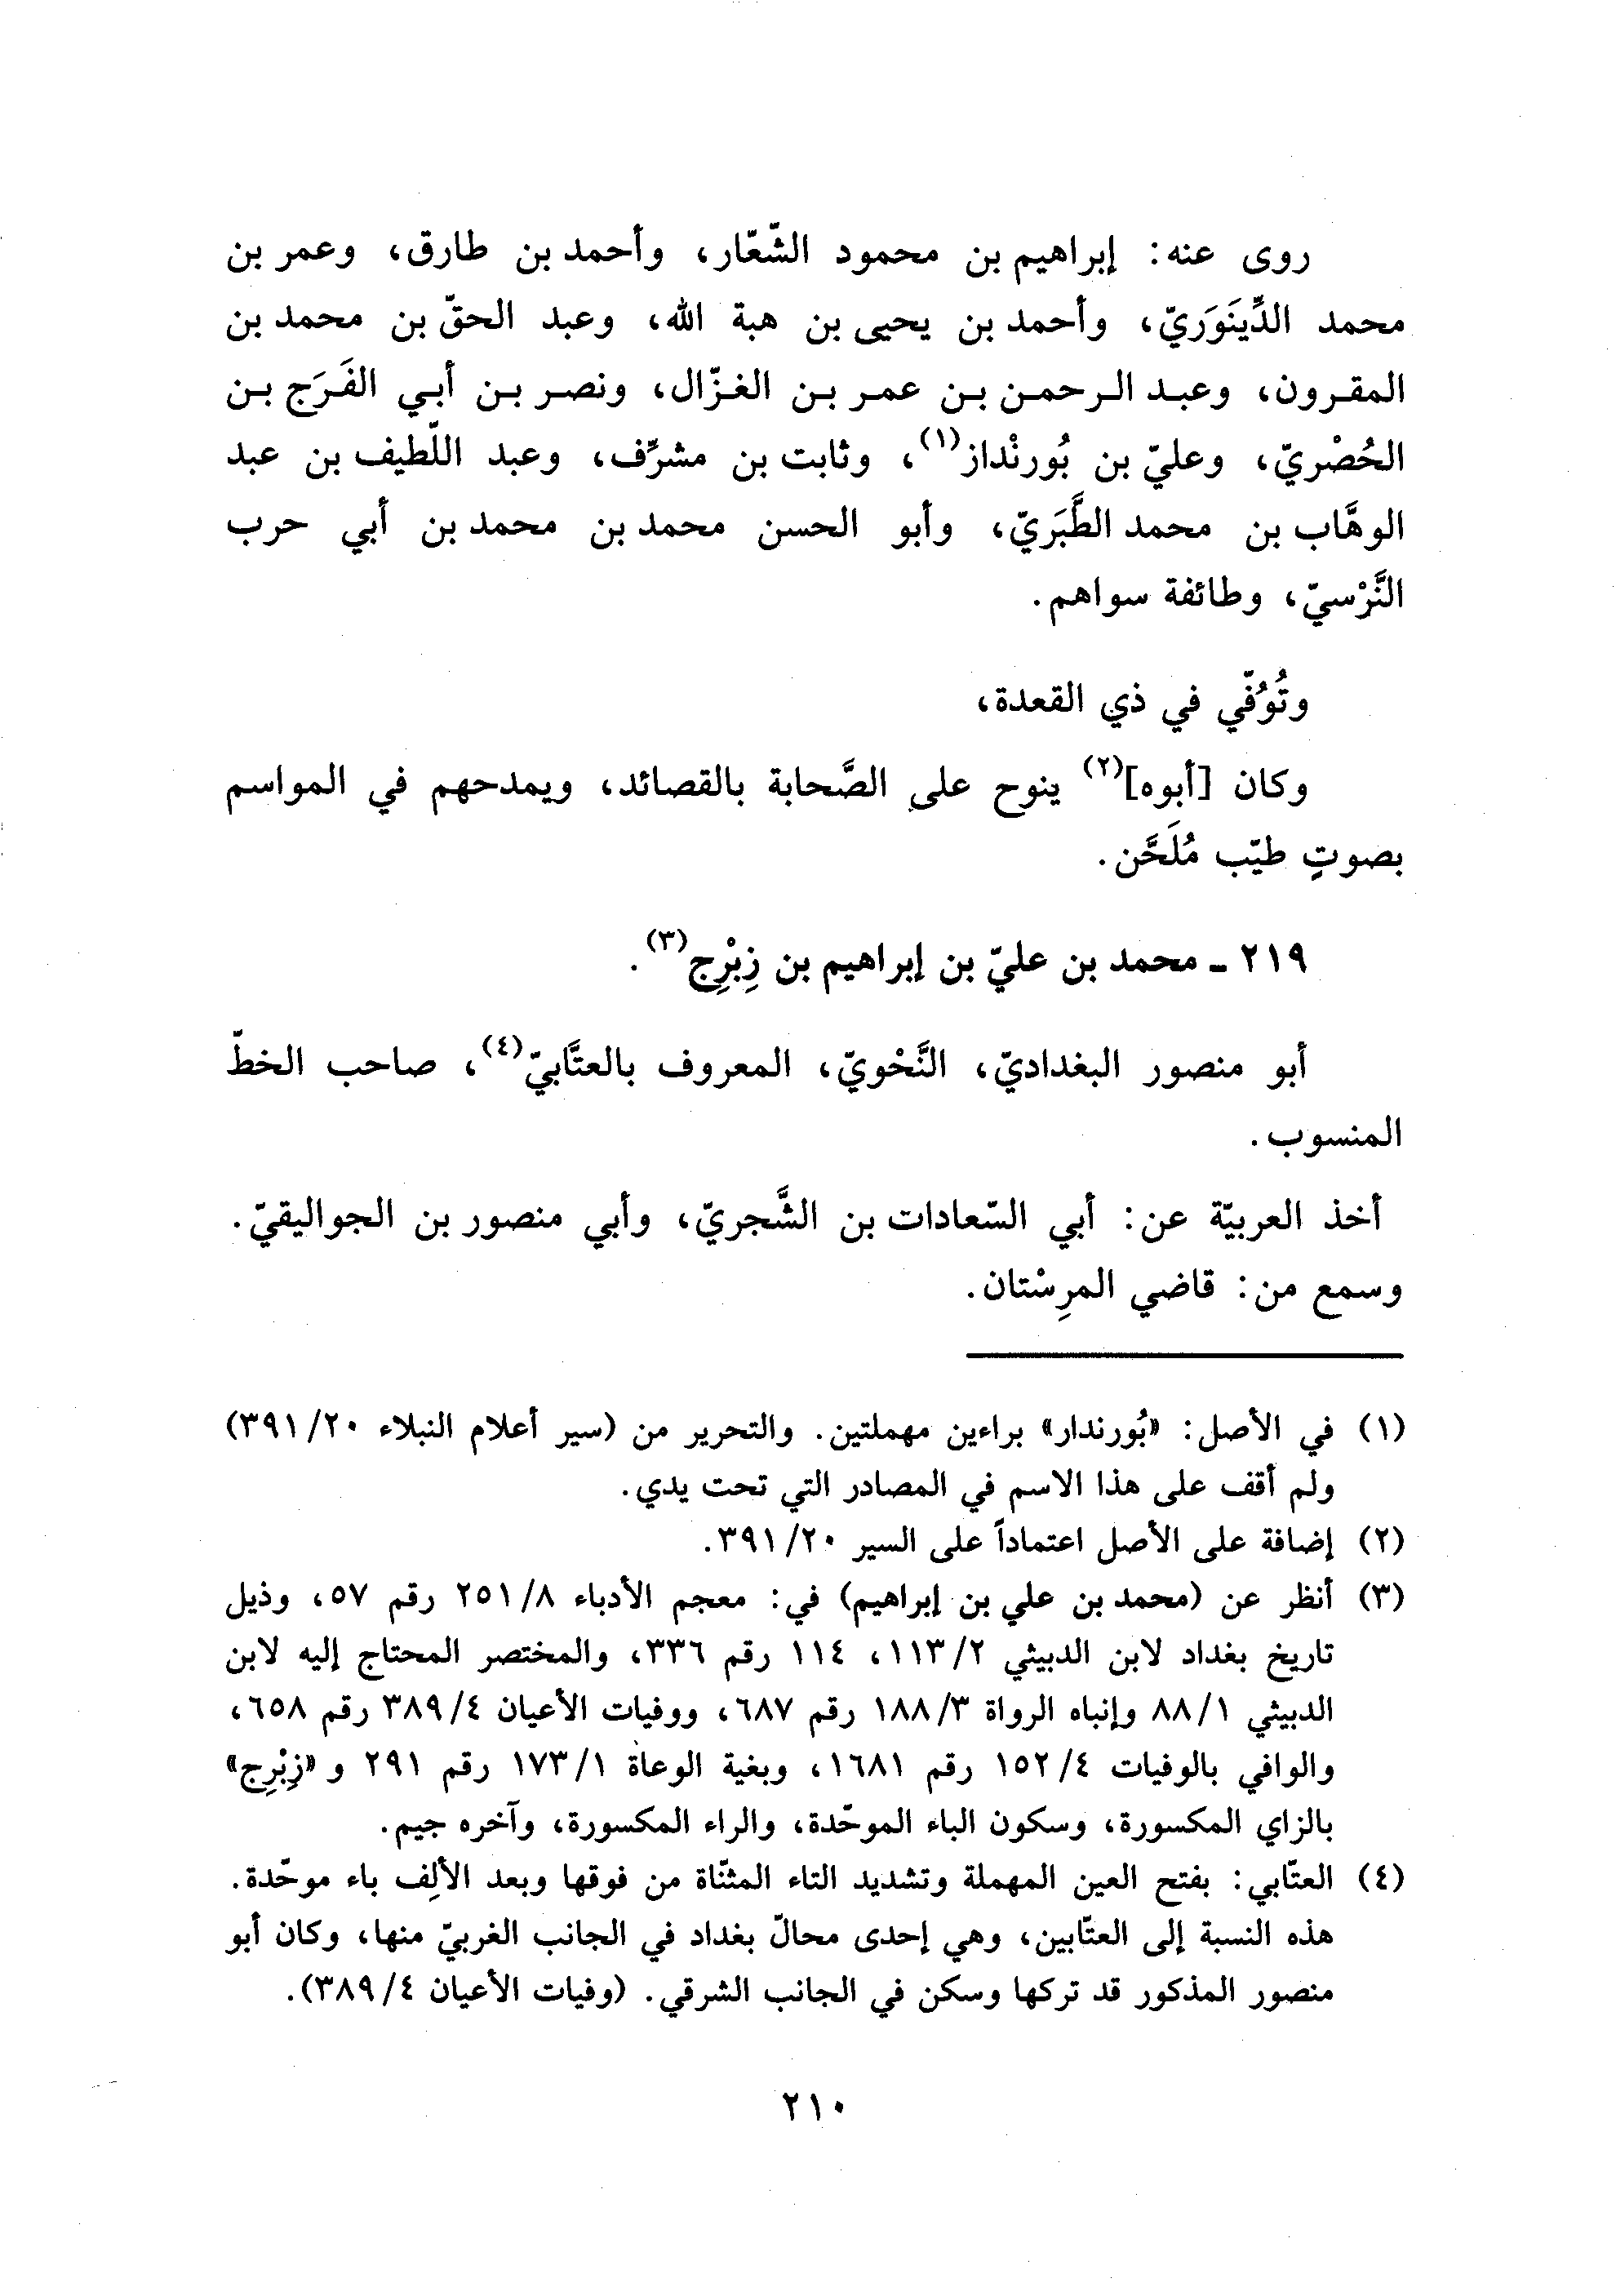 روى عنه: إبراهيم بن محمود الشّعّار، وأحمد بن طارق، وعمر بن
محمد الدِّينَوَريّ، وأحمد بن يحيى بن هبة الله، وعبد الحقّ بن محمد بن
المقرون، وعبد الرحمن بن عمر بن الغزّال، ونصر بن أبي الفَرَج بن
الحُصْريّ، وعليّ بن بُورنْداز(١)، وثابت بن مشرِّف، وعبد اللّطيف بن عبد
الوهَّاب بن محمد الطَّبَريّ، وأبو الحسن محمد بن محمد بن أبي حرب
النَّرْسيّ، وطائفة سواهم.
وتُوُفّي في ذي القعدة،
وكان [أبوه](٢) ينوح على الصَّحابة بالقصائد، ويمدحهم في المواسم
بصوتٍ طيّب مُلَحَّن.
٢١٩ - محمد بن عليّ بن إبراهيم بن زِبْرِج(٣).
أبو منصور البغداديّ، النَّحْويّ، المعروف بالعتَّابيّ(٤)، صاحب الخطّ
المنسوب.
أخذ العربيّة عن: أبي السّعادات بن الشَّجريّ، وأبي منصور بن الجواليقيّ.
وسمع من: قاضي المرِسْتان.
(١) في الأصل: «بُورندار» براءين مهملتين. والتحرير من (سير أعلام النبلاء ٣٩١/٢٠)
ولم أقف على هذا الاسم في المصادر التي تحت يدي.
(٢) إضافة على الأصل اعتماداً على السير ٣٩١/٢٠.
(٣) أنظر عن (محمد بن علي بن إبراهيم) في: معجم الأدباء ٢٥١/٨ رقم ٥٧، وذيل
تاريخ بغداد لابن الدبيثي ١١٣/٢، ١١٤ رقم ٣٣٦، والمختصر المحتاج إليه لابن
الدبيثي ٨٨/١ وإنباه الرواة ١٨٨/٣ رقم ٦٨٧، ووفيات الأعيان ٣٨٩/٤ رقم ٦٥٨،
والوافي بالوفيات ١٥٢/٤ رقم ١٦٨١، وبغية الوعاة ١٧٣/١ رقم ٢٩١ و «زِبْرِج»
بالزاي المكسورة، وسكون الباء الموحّدة، والراء المكسورة، وآخره جيم.
(٤) العتّابي: بفتح العين المهملة وتشديد التاء المثنّاة من فوقها وبعد الألِف باء موحّدة.
هذه النسبة إلى العتّابين، وهي إحدى محالّ بغداد في الجانب الغربيّ منها، وكان أبو
منصور المذكور قد تركها وسكن في الجانب الشرقي. (وفيات الأعيان ٣٨٩/٤).
٢١٠